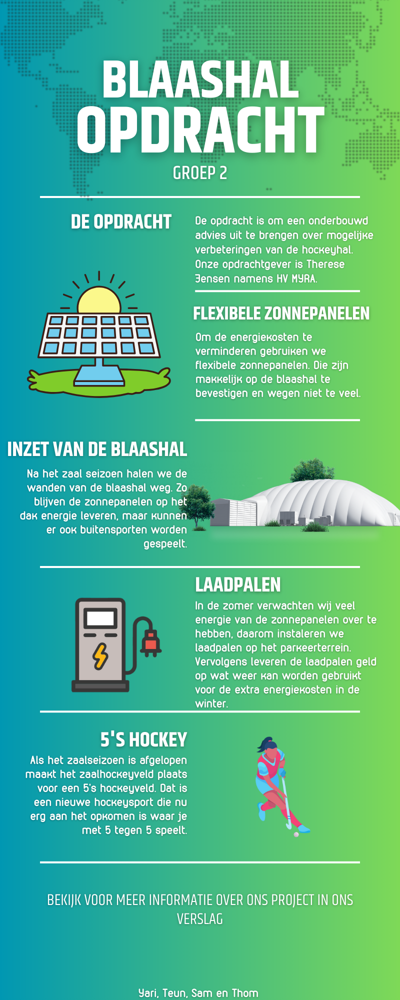 BLAASHAL
OPDRACHT
GROEP 2
DE OPDRACHT
De opdracht is om een onderbouwd
advies uit te brengen over mogelijke
verbeteringen van de hockeyhal.
Onze opdrachtgever is Therese
Jensen namens HV MYRA.
FLEXIBELE ZONNEPANELEN
Om de energiekosten te
verminderen gebruiken we
flexibele zonnepanelen. Die zijn
makkelijk op de blaashal te
bevestigen en wegen niet te veel.
INZET VAN DE BLAASHAL
Na het zaal seizoen halen we de
wanden van de blaashal weg. Zo
blijven de zonnepanelen op het
dak energie leveren, maar kunnen
er ook buitensporten worden
gespeelt.
LAADPALEN
In de zomer verwachten wij veel
energie van de zonnepanelen over te
hebben, daarom instaleren we
laadpalen op het parkeerterrein.
Vervolgens leveren de laadpalen geld
op wat weer kan worden gebruikt
voor de extra energiekosten in de
winter.
5'S HOCKEY
Als het zaalseizoen is afgelopen
maakt het zaalhockeyveld plaats
voor een 5's hockeyveld. Dat is
een nieuwe hockeysport die nu
erg aan het opkomen is waar je
met 5 tegen 5 speelt.
BEKIJK VOOR MEER INFORMATIE OVER ONS PROJECT IN ONS
VERSLAG
Yari, Teun, Sam en Thom